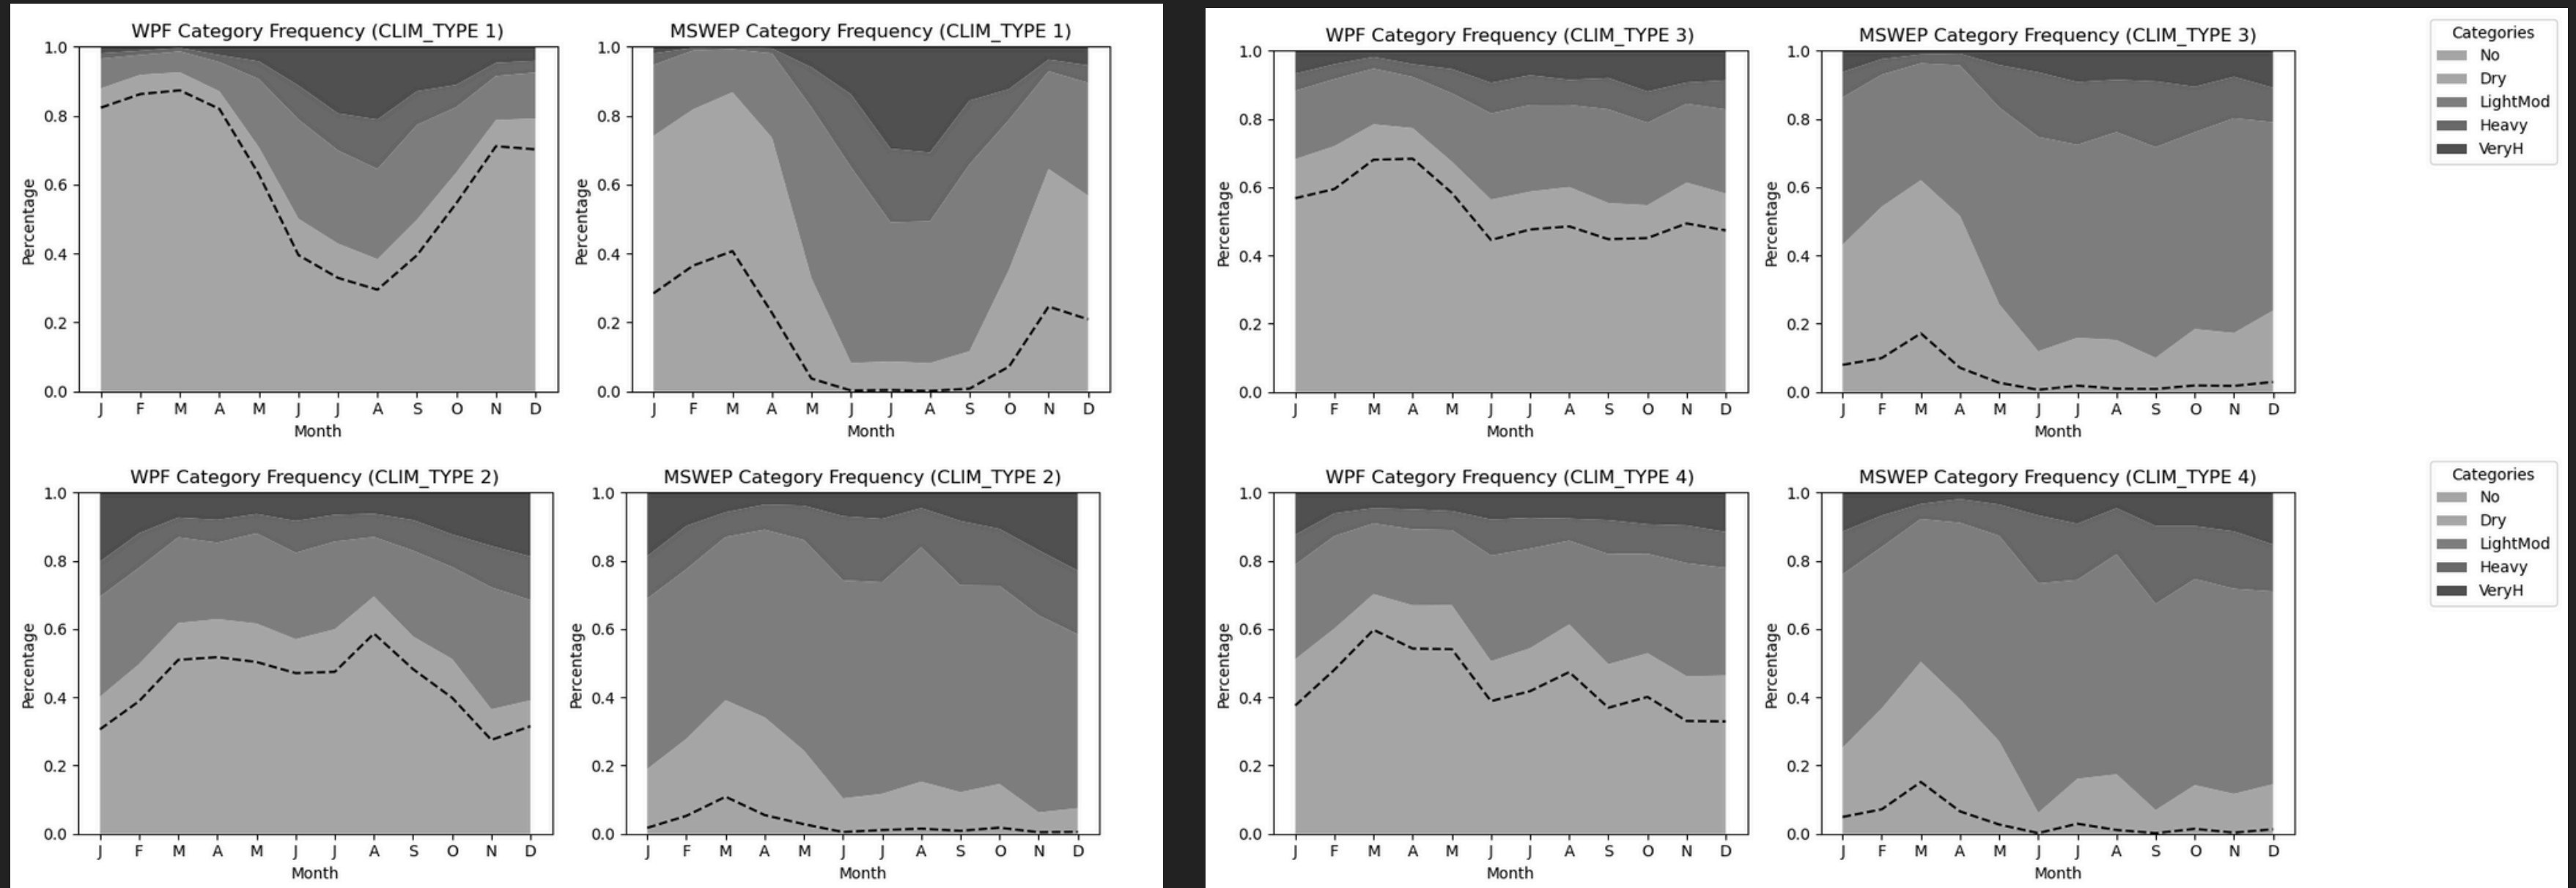 WPF Category Frequency (CLIM_TYPE 1)
1.0
0.8
0.6
0.4
0.2
0.0
Percentage
J F M A M J J A S O N D
Month
MSWEP Category Frequency (CLIM_TYPE 1)
1.0
0.8
0.6
0.4
0.2
0.0
Percentage
J F M A M J J A S O N D
Month
WPF Category Frequency (CLIM_TYPE 2)
1.0
0.8
0.6
0.4
0.2
0.0
Percentage
J F M A M J J A S O N D
Month
MSWEP Category Frequency (CLIM_TYPE 2)
1.0
0.8
0.6
0.4
0.2
0.0
Percentage
J F M A M J J A S O N D
Month
WPF Category Frequency (CLIM_TYPE 3)
1.0
0.8
0.6
0.4
0.2
0.0
Percentage
J F M A M J J A S O N D
Month
MSWEP Category Frequency (CLIM_TYPE 3)
1.0
0.8
0.6
0.4
0.2
0.0
Percentage
J F M A M J J A S O N D
Month
Categories
No
Dry
LightMod
Heavy
VeryH
WPF Category Frequency (CLIM_TYPE 4)
1.0
0.8
0.6
0.4
0.2
0.0
Percentage
J F M A M J J A S O N D
Month
MSWEP Category Frequency (CLIM_TYPE 4)
1.0
0.8
0.6
0.4
0.2
0.0
Percentage
J F M A M J J A S O N D
Month
Categories
No
Dry
LightMod
Heavy
VeryH